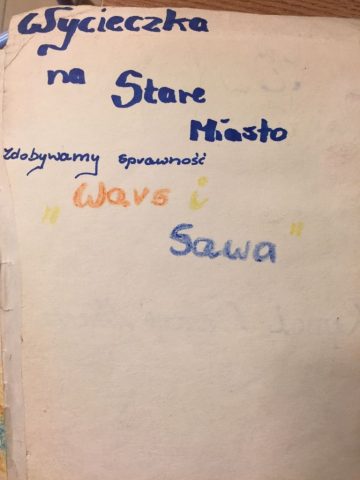 Wycieczka
na Stare
Miasto
Zdobywamy sprawność
"Wars i
Sawa"